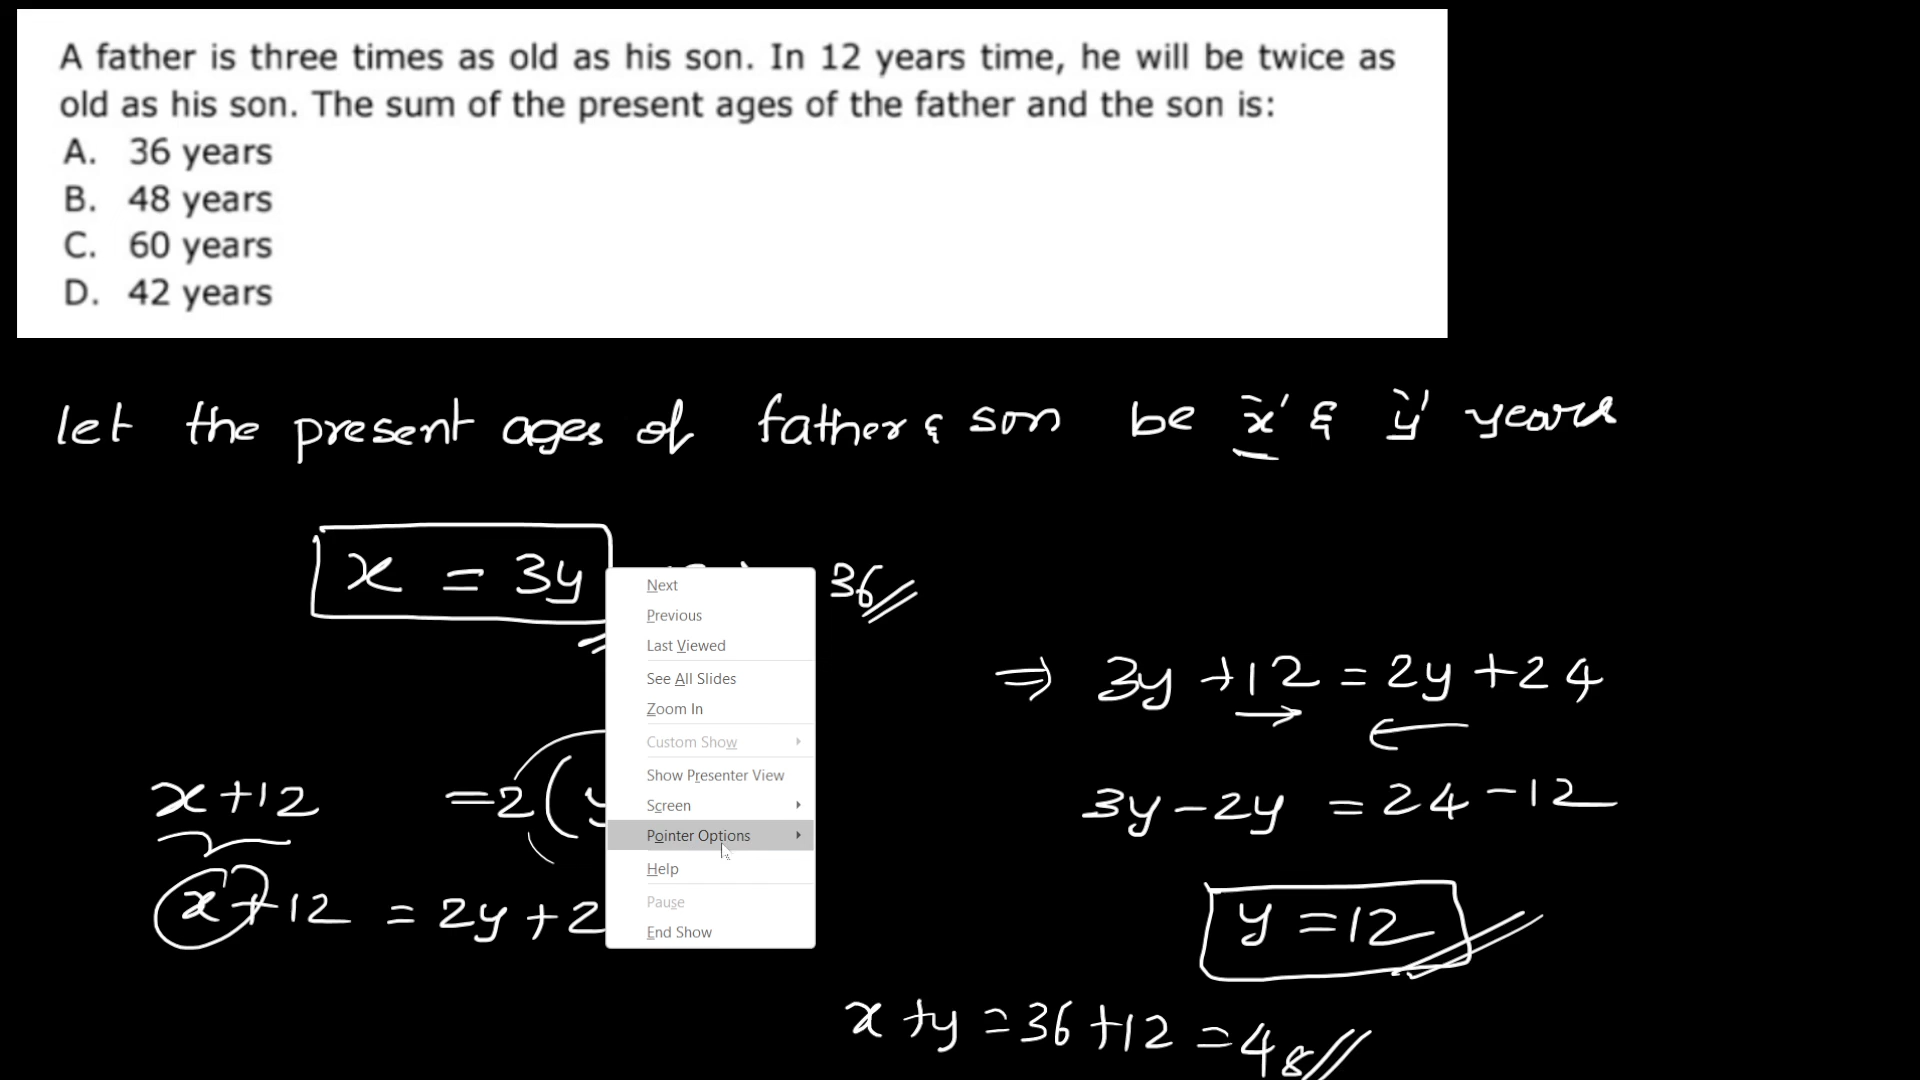 A father is three times as old as his son. In 12 years time, he will be twice as
old as his son. The sum of the present ages of the father and the son is:
A. 36 years
B. 48 years
C. 60 years
D. 42 years
let the present ages of father & son be 'x' & 'y' years
x = 3y
36
Next
Previous
Last Viewed
See All Slides
Zoom In
Custom Show
Show Presenter View
Screen
Pointer Options
Help
Pause
End Show
x+12 =2(y
x+12 = 2y+2
⇒ 3y +12 = 2y +24
3y-2y = 24-12
y =12
x +y =36 +12 =48